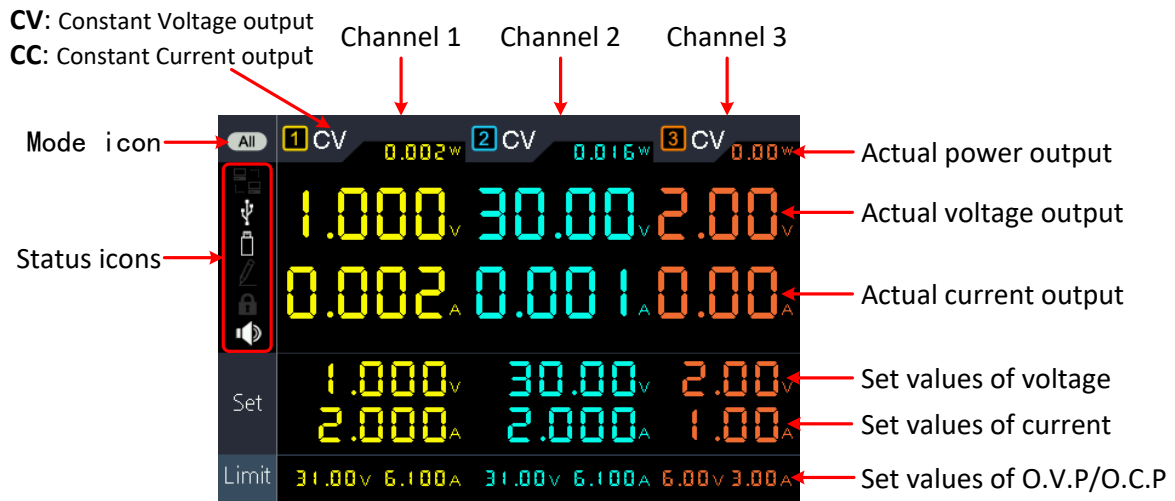 CV: Constant Voltage output
CC: Constant Current output
Channel 1 Channel 2 Channel 3
Mode icon
All
1 CV 0.002W 2 CV 0.016W 3 CV 0.00W
Actual power output
1.000V 30.00V 2.00V
Actual voltage output
Status icons
0.002A 0.001A 0.00A
Actual current output
Set
1.000V 30.00V 2.00V
Set values of voltage
2.000A 2.000A 1.00A
Set values of current
Limit 31.00V 6.100A 31.00V 6.100A 6.00V 3.00A
Set values of O.V.P/O.C.P